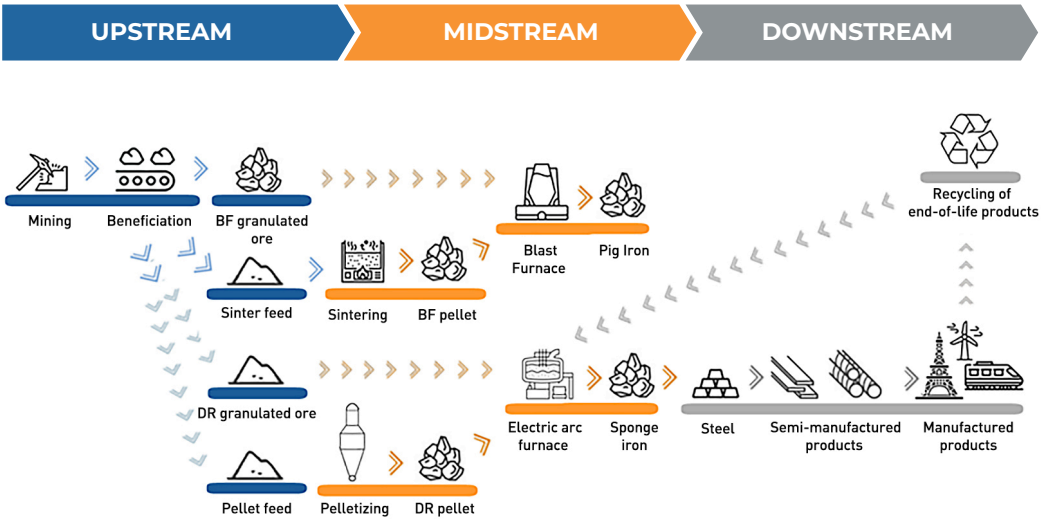 UPSTREAM
MIDSTREAM
DOWNSTREAM
Mining
Beneficiation
BF granulated
ore
Blast
Furnace
Pig Iron
Recycling of
end-of-life products
Sinter feed
Sintering
BF pellet
DR granulated ore
Electric arc
furnace
Sponge
iron
Steel
Semi-manufactured
products
Manufactured
products
Pellet feed
Pelletizing
DR pellet